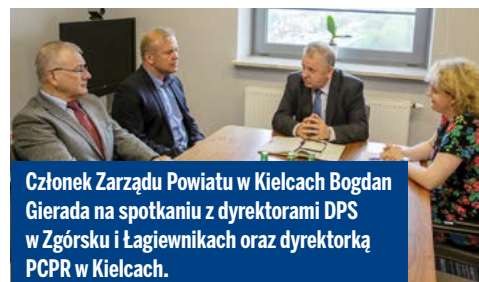 Członek Zarządu Powiatu w Kielcach Bogdan
Gierada na spotkaniu z dyrektorami DPS
w Zgórsku i Łagiewnikach oraz dyrektorką
PCPR w Kielcach.